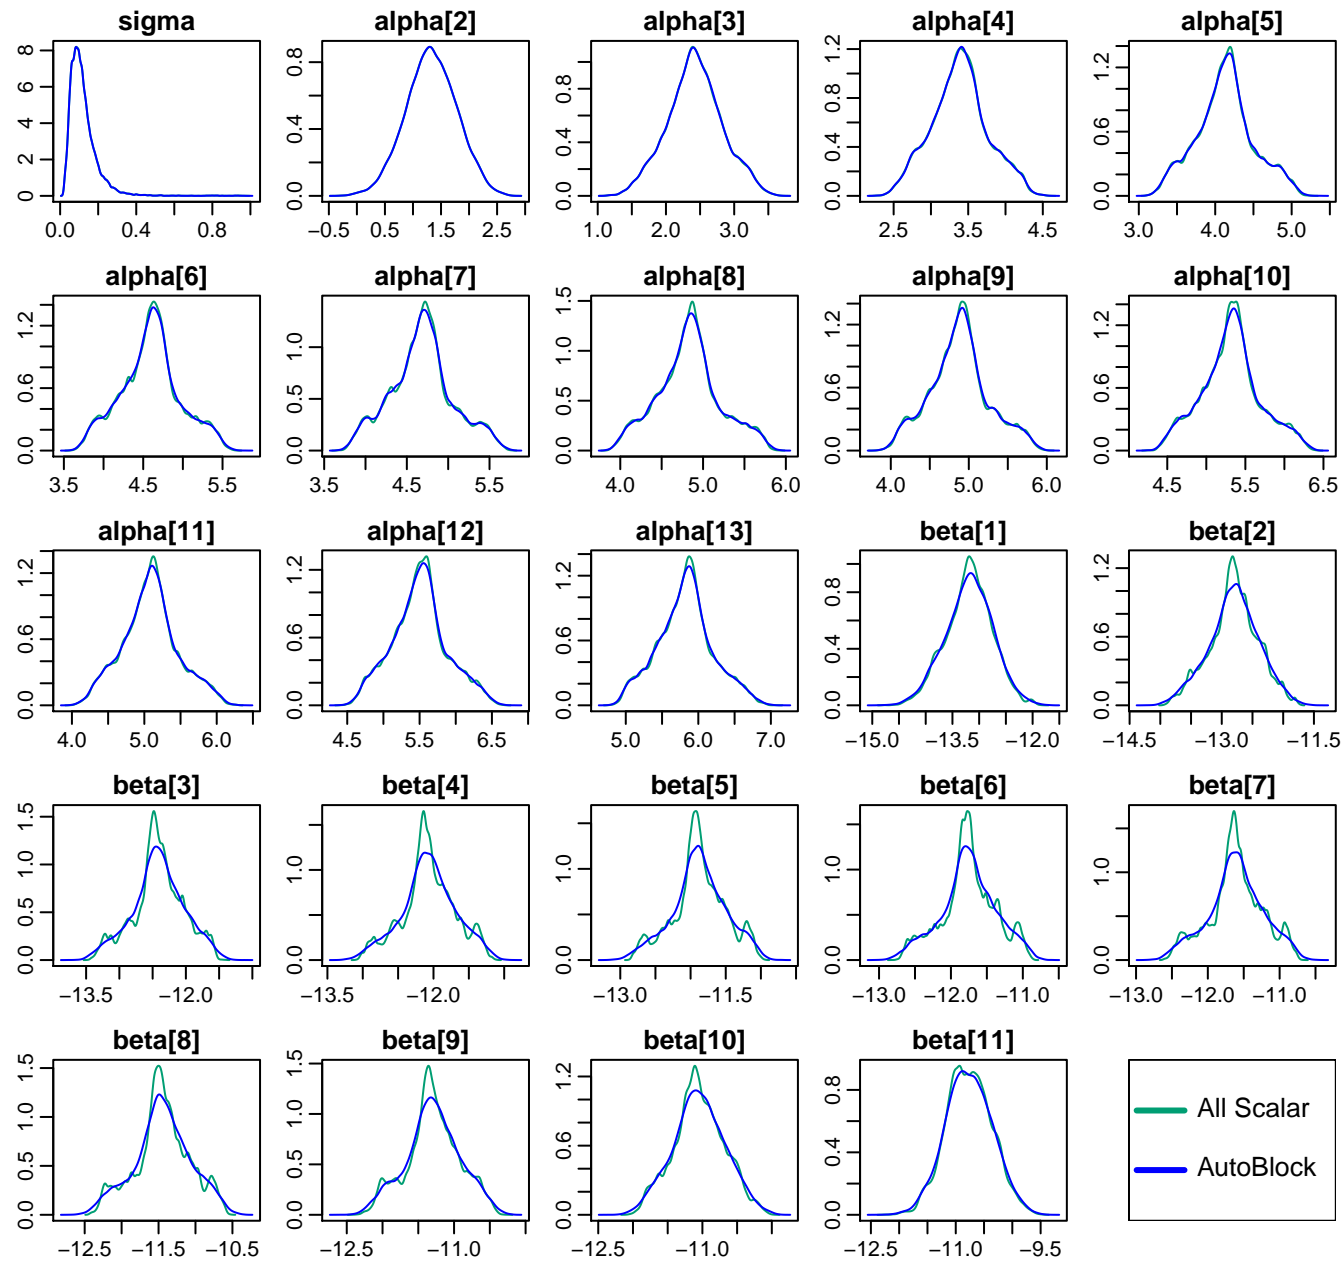 sigma alpha[2] alpha[3] alpha[4] alpha[5]
0 2 4 6 8
0.0 0.4 0.8
0.0 0.4 0.8
0.0 0.4 0.8 1.2
0.0 0.6 1.2
0.0 0.4 0.8 −0.5 0.5 1.5 2.5 1.0 2.0 3.0 2.5 3.5 4.5 3.0 4.0 5.0
alpha[6] alpha[7] alpha[8] alpha[9] alpha[10]
0.0 0.6 1.2
0.0 0.5 1.0
0.0 0.5 1.0 1.5
0.0 0.6 1.2
0.0 0.6 1.2
3.5 4.5 5.5 3.5 4.5 5.5 4.0 5.0 6.0 4.0 5.0 6.0 4.5 5.5 6.5
alpha[11] alpha[12] alpha[13] beta[1] beta[2]
0.0 0.6 1.2
0.0 0.6 1.2
0.0 0.6 1.2
0.0 0.4 0.8
0.0 0.6 1.2
4.0 5.0 6.0 4.5 5.5 6.5 5.0 6.0 7.0 −15.0 −13.5 −12.0 −14.5 −13.0 −11.5
beta[3] beta[4] beta[5] beta[6] beta[7]
0.0 0.5 1.0 1.5
0.0 1.0
0.0 1.0
0.0 1.0
0.0 1.0
−13.5 −12.0 −13.5 −12.0 −13.0 −11.5 −13.0 −12.0 −11.0 −13.0 −12.0 −11.0
beta[8] beta[9] beta[10] beta[11]
0.0 0.5 1.0 1.5
0.0 0.5 1.0 1.5
0.0 0.6 1.2
0.0 0.4 0.8
−12.5 −11.5 −10.5 −12.5 −11.0 −12.5 −11.0 −12.5 −11.0 −9.5
All Scalar
AutoBlock